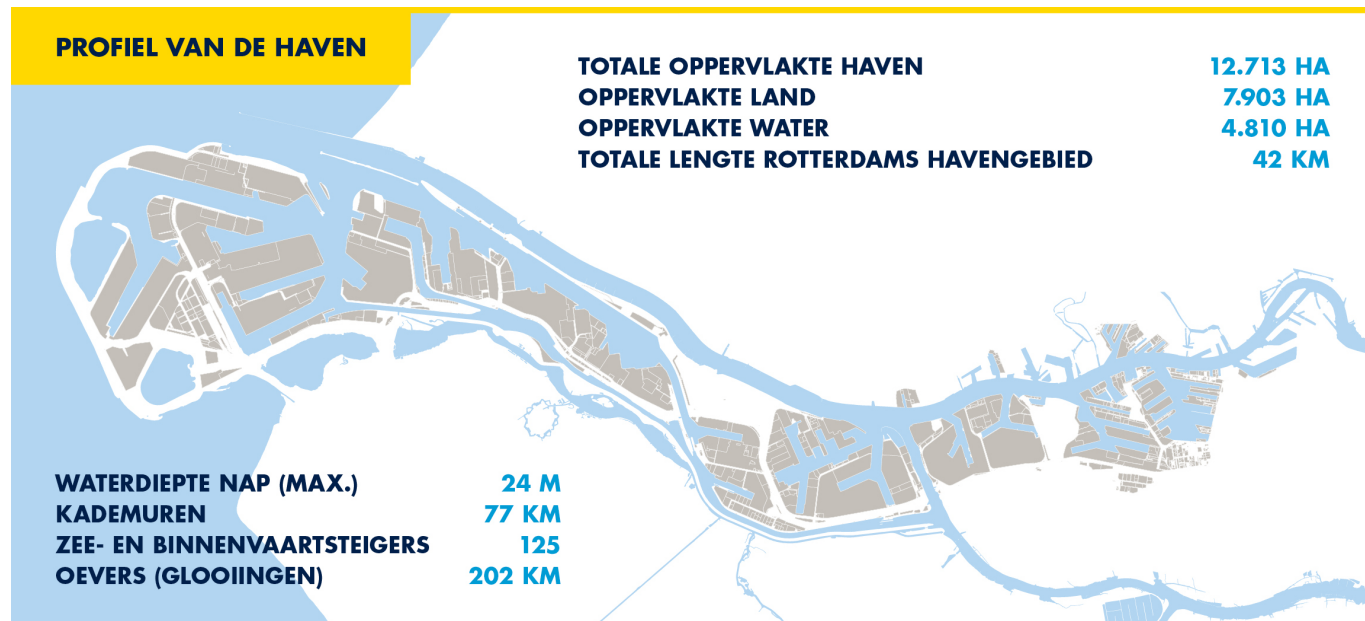 PROFIEL VAN DE HAVEN
TOTALE OPPERVLAKTE HAVEN 12.713 HA
OPPERVLAKTE LAND 7.903 HA
OPPERVLAKTE WATER 4.810 HA
TOTALE LENGTE ROTTERDAMS HAVENGEBIED 42 KM
WATERDIEPTE NAP (MAX.) 24 M
KADEMUREN 77 KM
ZEE- EN BINNENVAARTSTEIGERS 125
OEVERS (GLOOIINGEN) 202 KM